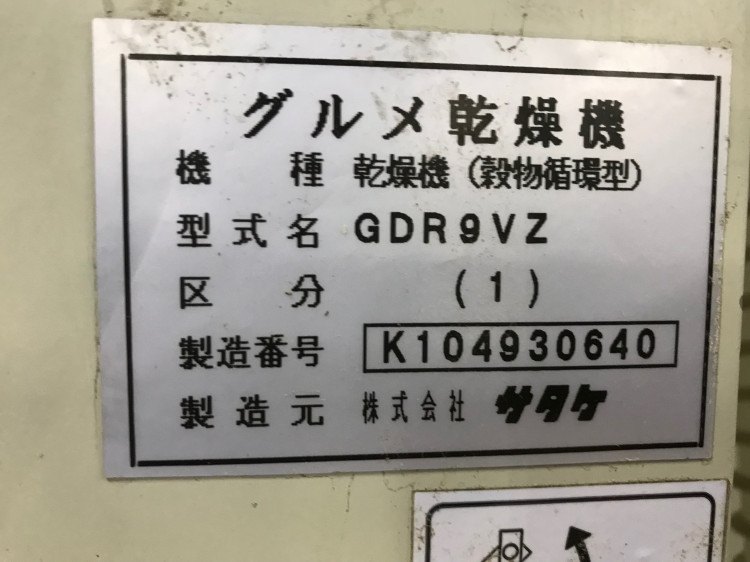 グルメ乾燥機
機種 乾燥機(穀物循環型)
型式名 GDR9VZ
区分 (1)
製造番号 K104930640
製造元 株式会社 サタケ